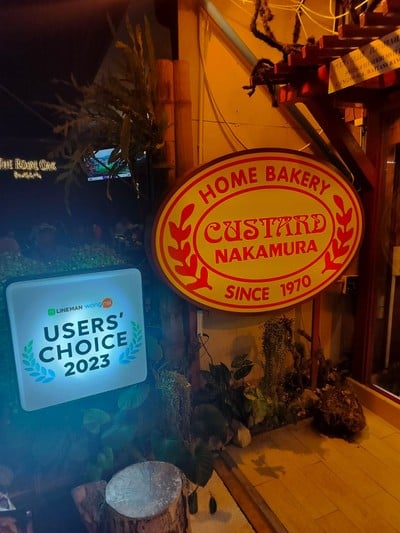 THE ROYAL OAK
HOME BAKERY
CUSTARD
NAKAMURA
SINCE 1970
LINEMAN wongnai
USERS'
CHOICE
2023